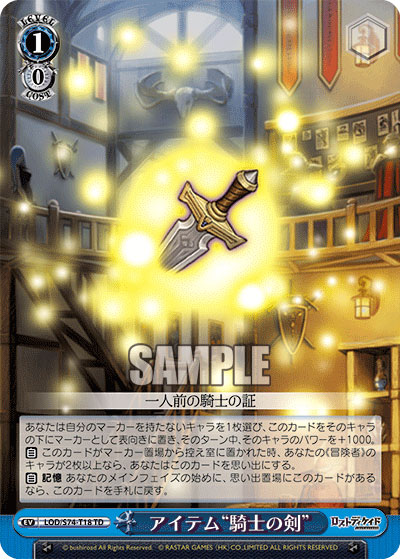 LEVEL
1
0
COST
SAMPLE
一人前の騎士の証
あなたは自分のマーカーを持たないキャラを1枚選び、このカードをそのキャラ
の下にマーカーとして表向きに置き、そのターン中、そのキャラのパワーを+1000。
このカードがマーカー置場から控え室に置かれた時、あなたの《冒険者》の
キャラが2枚以上なら、あなたはこのカードを思い出にする。
記憶 あなたのメインフェイズの始めに、思い出置場にこのカードがある
なら、このカードを手札に戻す。
EV LOD/S74-T18 TD アイテム“騎士の剣” ロストディケイド
© bushiroad All Rights Reserved. © RASTAR GAMES (HK) CO.,LIMITED ALL RIGHTS RESERVED